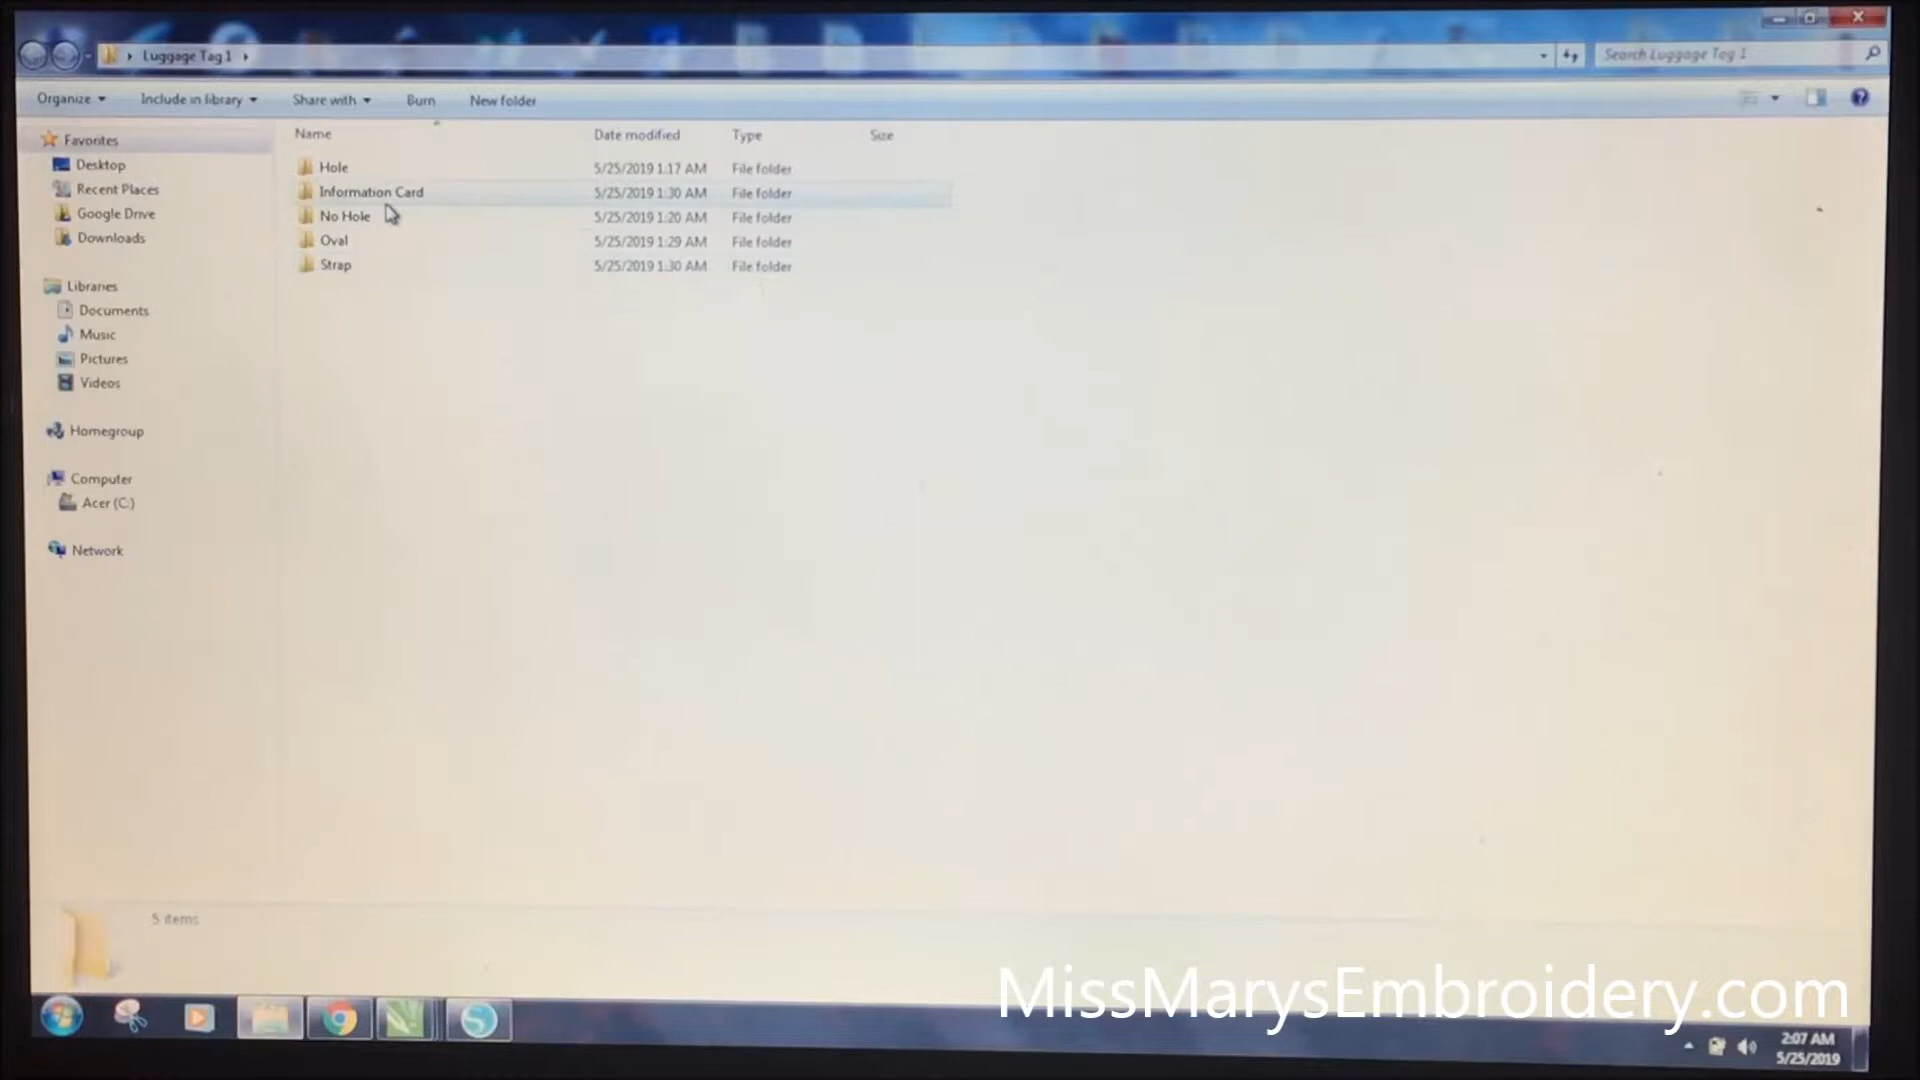 Luggage Tag 1
Search Luggage Tag 1
Organize
Include in library
Share with
Burn
New folder
Name
Date modified
Type
Size
Favorites
Desktop
Recent Places
Google Drive
Downloads
Libraries
Documents
Music
Pictures
Videos
Homegroup
Computer
Acer (C:)
Network
Hole 5/25/2019 1:17 AM File folder
Information Card 5/25/2019 1:30 AM File folder
No Hole 5/25/2019 1:20 AM File folder
Oval 5/25/2019 1:29 AM File folder
Strap 5/25/2019 1:30 AM File folder
5 items
MissMarysEmbroidery.com
2:07 AM
5/25/2019